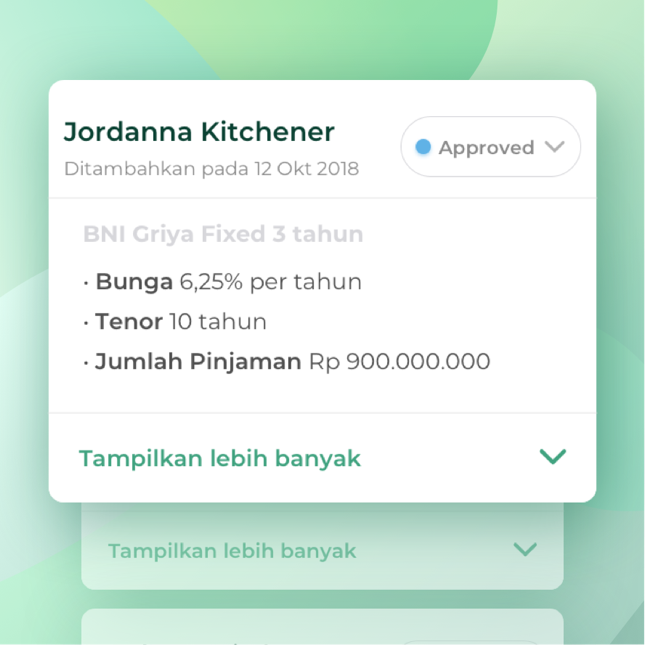 Jordanna Kitchener
Approved
Ditambahkan pada 12 Okt 2018
BNI Griya Fixed 3 tahun
· Bunga 6,25% per tahun
· Tenor 10 tahun
· Jumlah Pinjaman Rp 900.000.000
Tampilkan lebih banyak
Tampilkan lebih banyak